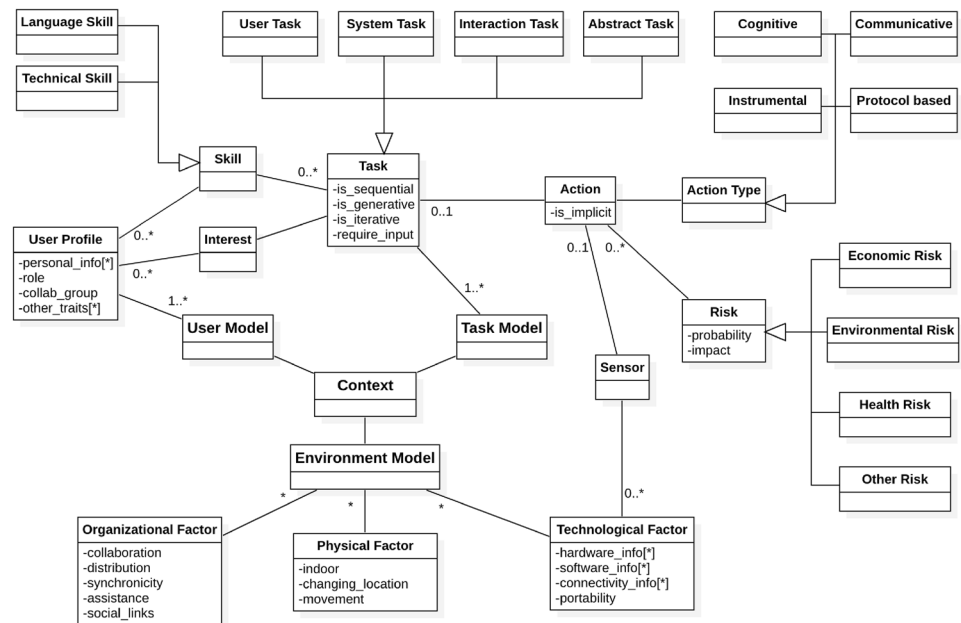 Language Skill
Technical Skill
User Task
System Task
Interaction Task
Abstract Task
Cognitive
Communicative
Instrumental
Protocol based
Skill
0..*
Task
-is_sequential
-is_generative
-is_iterative
-require_input
0..1
Action
-is_implicit
Action Type
0..*
Interest
0..*
User Profile
-personal_info[*]
-role
-collab_group
-other_traits[*]
1..*
User Model
1..*
Task Model
0..1
0..*
Risk
-probability
-impact
Economic Risk
Environmental Risk
Health Risk
Other Risk
Sensor
0..*
Context
Environment Model
*
*
*
Organizational Factor
-collaboration
-distribution
-synchronicity
-assistance
-social_links
Physical Factor
-indoor
-changing_location
-movement
Technological Factor
-hardware_info[*]
-software_info[*]
-connectivity_info[*]
-portability